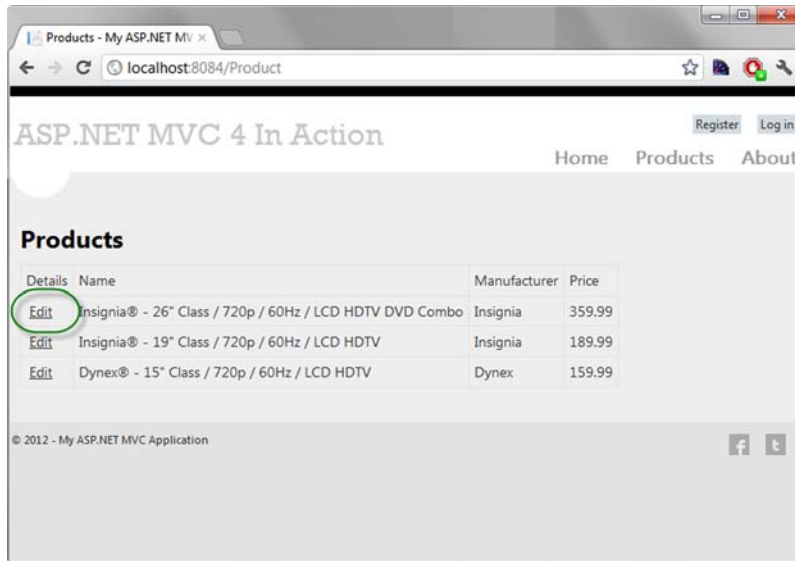 Products - My ASP.NET MV
localhost:8084/Product
ASP.NET MVC 4 In Action
Register Log in
Home Products About
Products
Details Name Manufacturer Price
Edit Insignia® - 26" Class / 720p / 60Hz / LCD HDTV DVD Combo Insignia 359.99
Edit Insignia® - 19" Class / 720p / 60Hz / LCD HDTV Insignia 189.99
Edit Dynex® - 15" Class / 720p / 60Hz / LCD HDTV Dynex 159.99
© 2012 - My ASP.NET MVC Application
f t